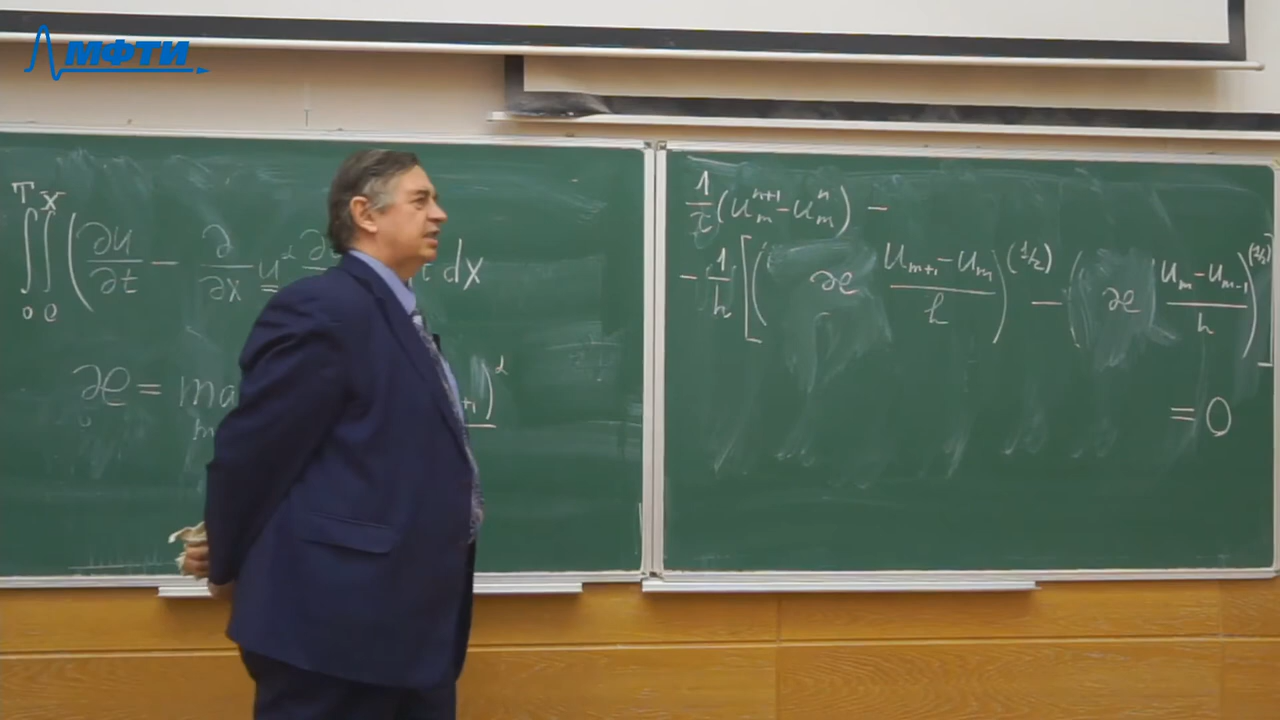 МФТИ
T X
∫∫ (∂u/∂t − ∂/∂x u^α ∂
0 0
t dx
æ = ma
m
+1)^α
1/τ (u_m^{n+1} − u_m^n) −
− 1/h [( æ (u_{m+1} − u_m)/h )^{(1/2)} − ( æ (u_m − u_{m−1})/h )^{(1/2)} ]
= 0